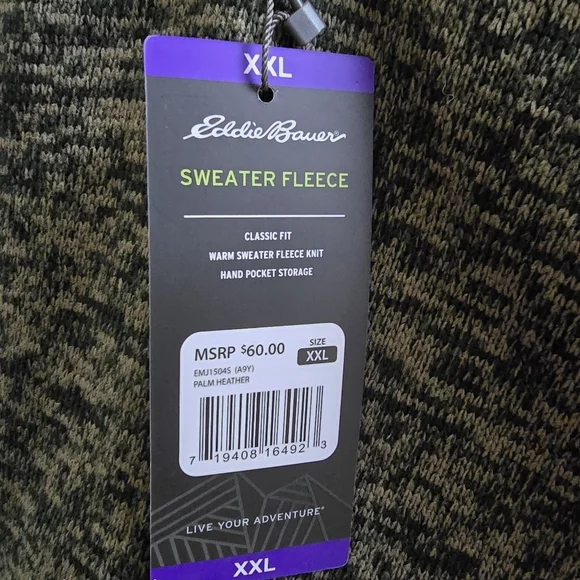 XXL
Eddie Bauer®
SWEATER FLEECE
CLASSIC FIT
WARM SWEATER FLEECE KNIT
HAND POCKET STORAGE
MSRP $60.00
SIZE
XXL
EMJ1504S (A9Y)
PALM HEATHER
7 19408 16492 3
LIVE YOUR ADVENTURE®
XXL